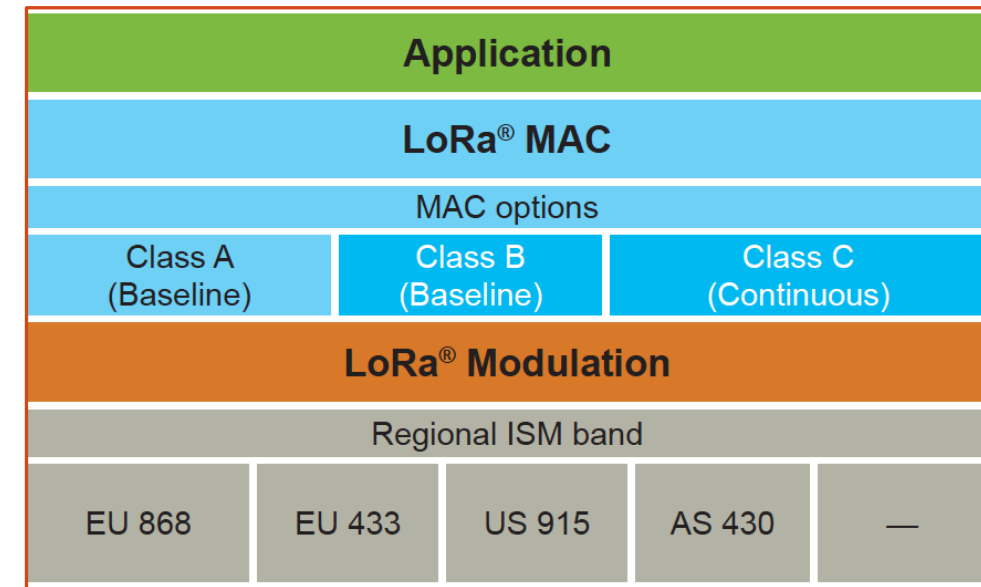 Application
LoRa® MAC
MAC options
Class A
(Baseline)
Class B
(Baseline)
Class C
(Continuous)
LoRa® Modulation
Regional ISM band
EU 868
EU 433
US 915
AS 430
—